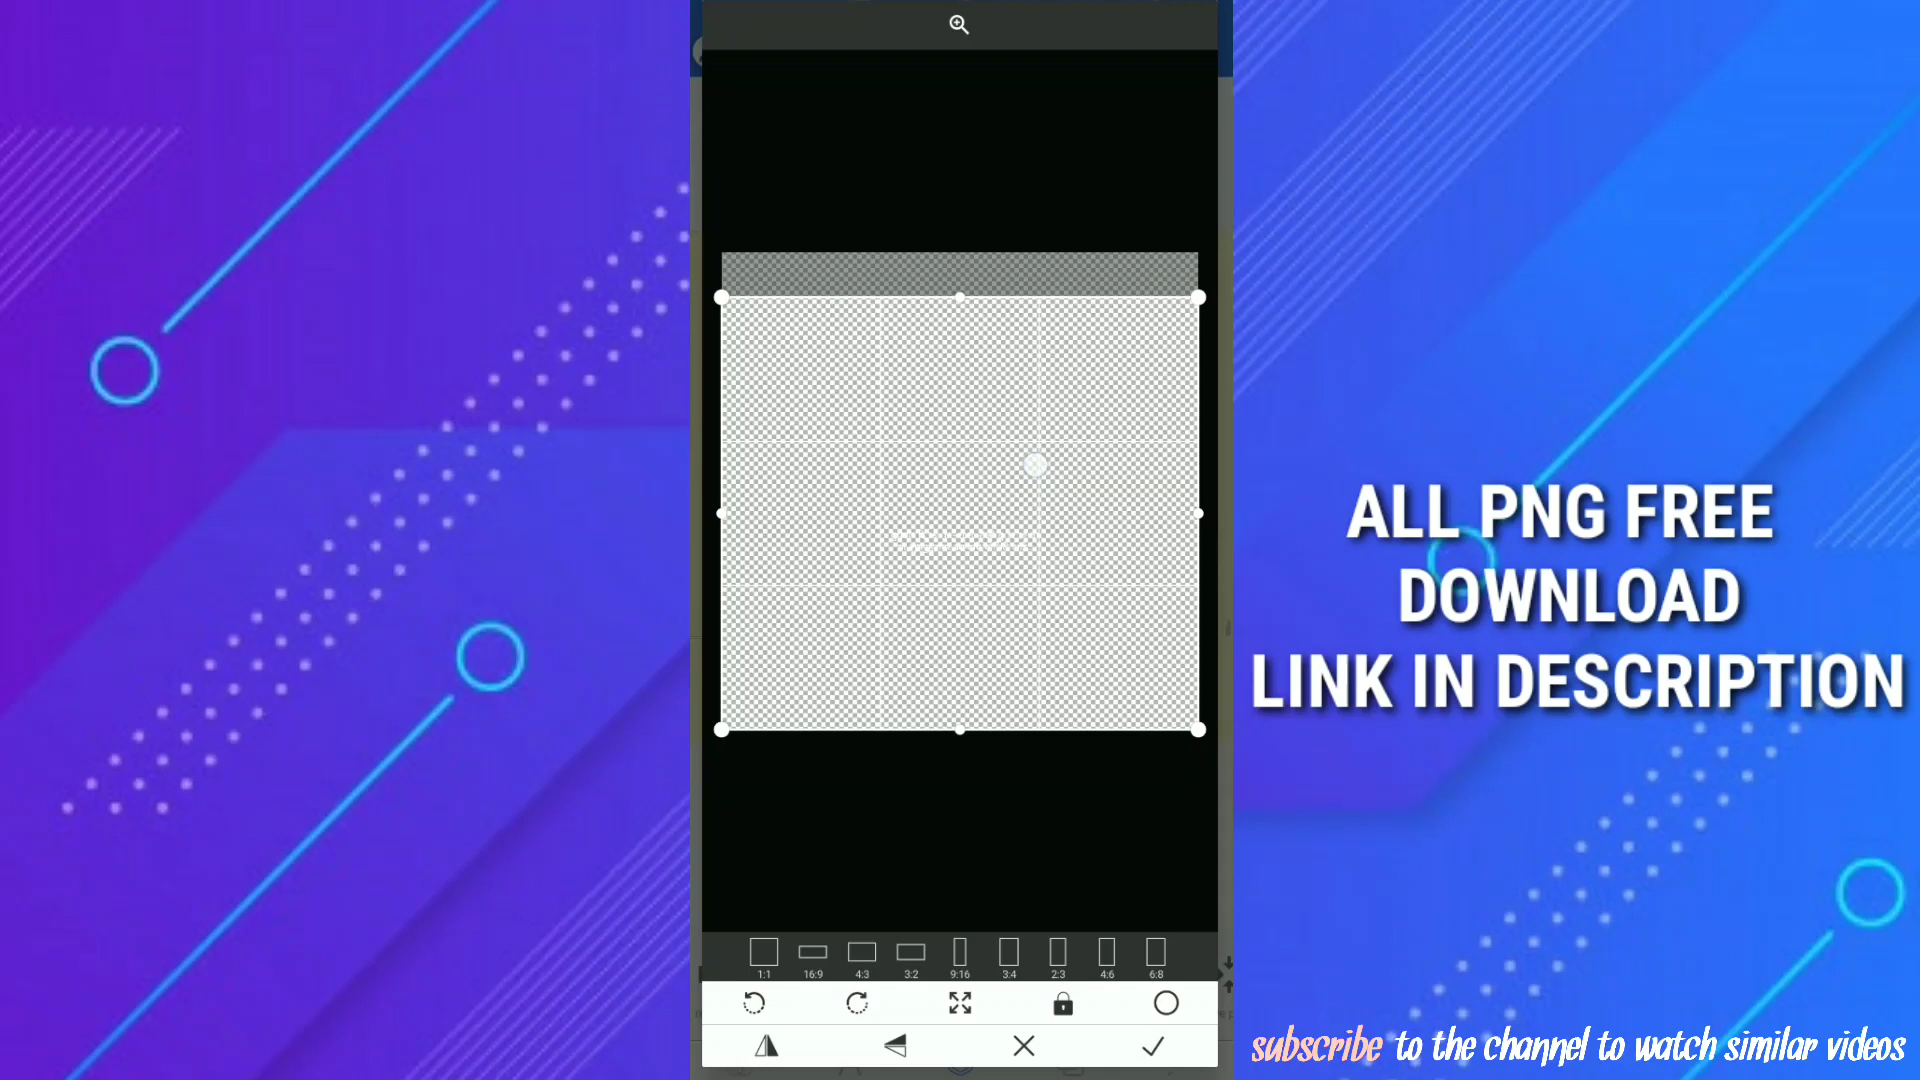 ALL PNG FREE
DOWNLOAD
LINK IN DESCRIPTION
1:1 16:9 4:3 3:2 9:16 3:4 2:3 4:6 6:8
subscribe to the channel to watch similar videos